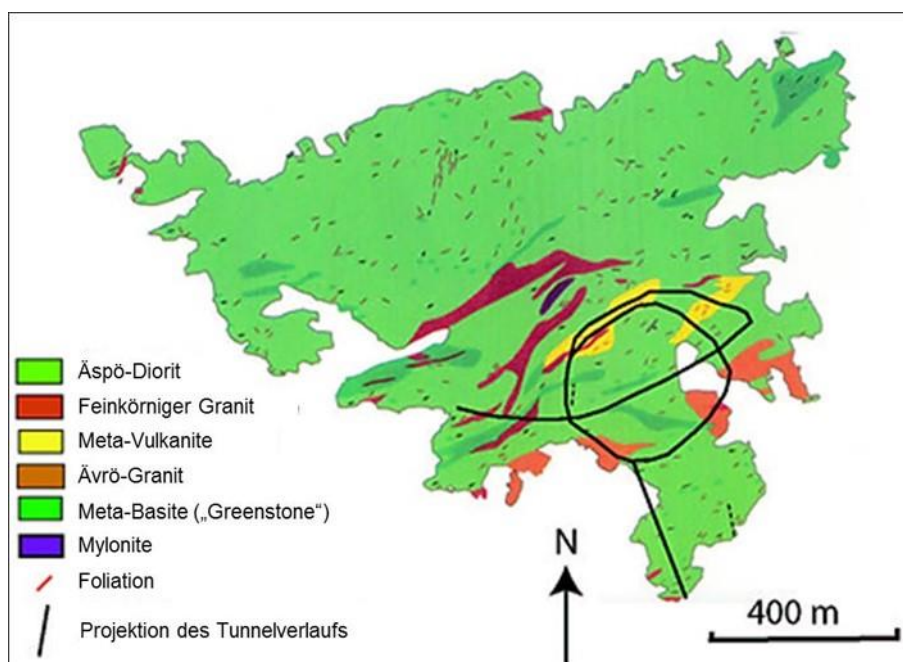 Äspö-Diorit
Feinkörniger Granit
Meta-Vulkanite
Ävrö-Granit
Meta-Basite („Greenstone“)
Mylonite
Foliation
Projektion des Tunnelverlaufs
N
400 m